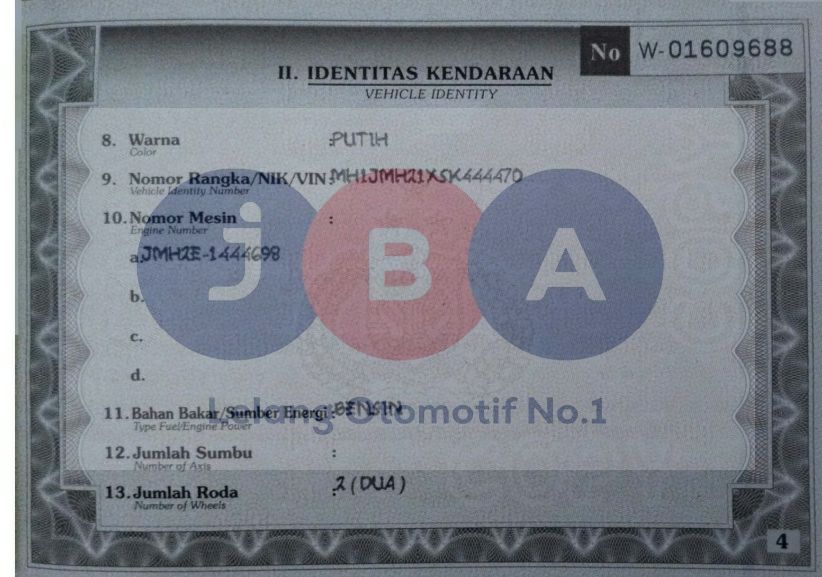 No W-01609688
II. IDENTITAS KENDARAAN
VEHICLE IDENTITY
8. Warna :PUTIH
Color
9. Nomor Rangka/NIK/VIN :MH1JMH21XSK444470
Vehicle Identity Number
10. Nomor Mesin :
Engine Number
a. JMH2E-1444698
b.
c.
d.
jBA
11. Bahan Bakar/Sumber Energi : BENSIN
Type Fuel/Engine Power
Lelang Otomotif No.1
12. Jumlah Sumbu :
Number of Axis
13. Jumlah Roda : 2 (DUA)
Number of Wheels
4